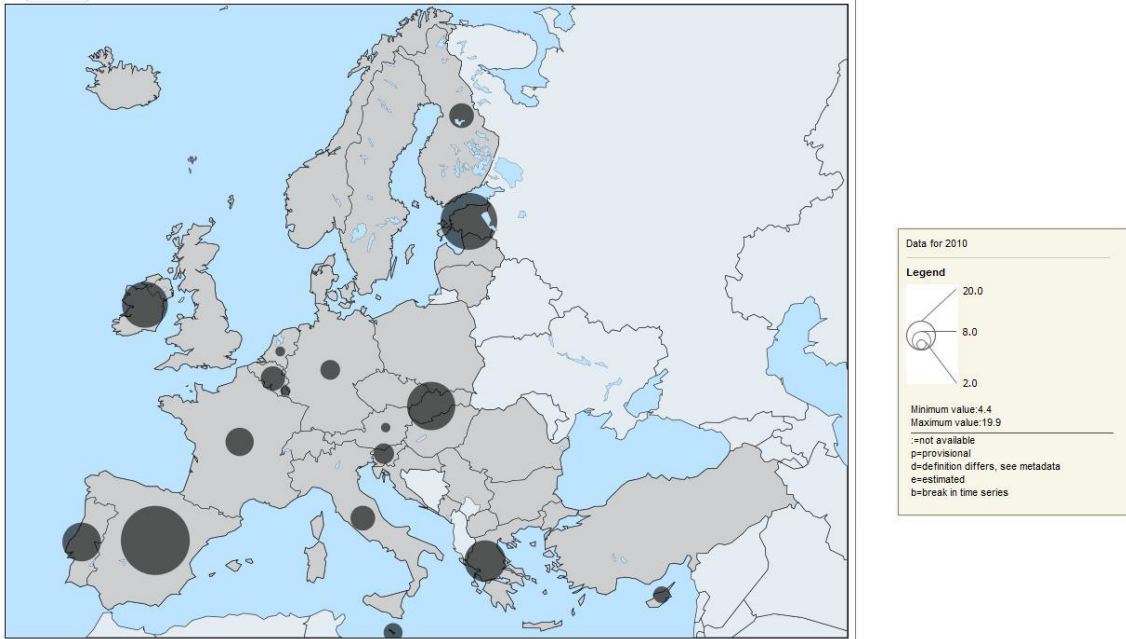 Data for 2010
Legend
20.0
8.0
2.0
Minimum value:4.4
Maximum value:19.9
:=not available
p=provisional
d=definition differs, see metadata
e=estimated
b=break in time series